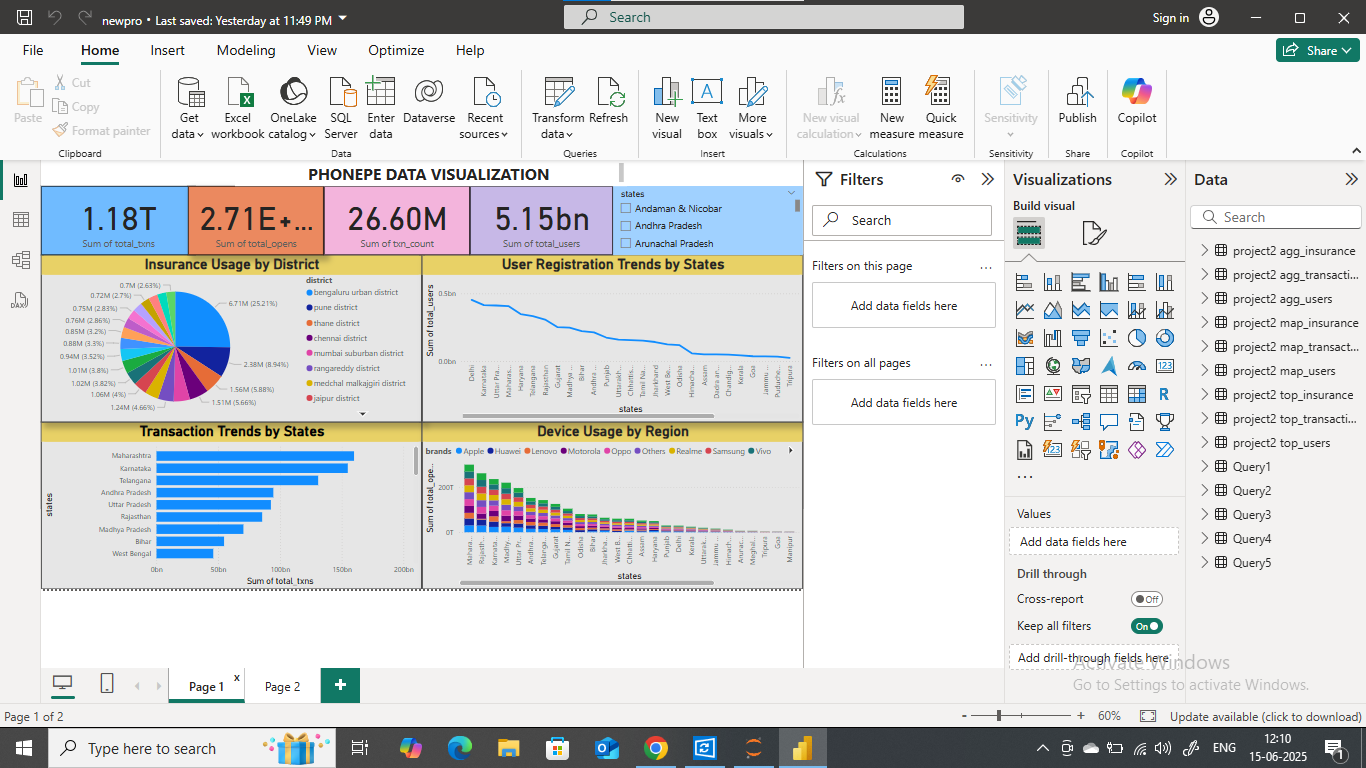 newpro • Last saved: Yesterday at 11:49 PM
Search
Sign in
File Home Insert Modeling View Optimize Help
Share
Paste
Cut
Copy
Format painter
Clipboard
Get data
Excel workbook
OneLake catalog
SQL Server
Enter data
Dataverse
Recent sources
Data
Transform data
Refresh
Queries
New visual
Text box
More visuals
Insert
New visual calculation
New measure
Quick measure
Calculations
Sensitivity
Sensitivity
Publish
Share
Copilot
Copilot
PHONEPE DATA VISUALIZATION
1.18T
Sum of total_txns
2.71E+...
Sum of total_opens
26.60M
Sum of txn_count
5.15bn
Sum of total_users
states
Andaman & Nicobar
Andhra Pradesh
Arunachal Pradesh
Insurance Usage by District
0.7M (2.63%)
0.72M (2.7%)
0.75M (2.83%)
0.76M (2.86%)
0.85M (3.2%)
0.88M (3.3%)
0.94M (3.52%)
1.01M (3.8%)
1.02M (3.82%)
1.06M (4%)
1.24M (4.66%)
6.71M (25.21%)
2.38M (8.94%)
1.56M (5.88%)
1.51M (5.66%)
district
bengaluru urban district
pune district
thane district
chennai district
mumbai suburban district
rangareddy district
medchal malkajgiri district
jaipur district
User Registration Trends by States
Sum of total_users
0.5bn
0.0bn
Delhi
Karnataka
Uttar Pra...
Maharas...
Haryana
Telangana
Rajasthan
Gujarat
Madhya ...
Bihar
Andhra ...
Punjab
Uttarakh...
Chhatti...
Tamil Na...
Jharkhand
West Be...
Odisha
Himacha...
Assam
Dadra an...
Chandig...
Kerala
Goa
Jammu ...
Puduche...
Tripura
states
Transaction Trends by States
states
Maharashtra
Karnataka
Telangana
Andhra Pradesh
Uttar Pradesh
Rajasthan
Madhya Pradesh
Bihar
West Bengal
0bn 50bn 100bn 150bn 200bn
Sum of total_txns
Device Usage by Region
brands Apple Huawei Lenovo Motorola Oppo Others Realme Samsung Vivo
Sum of total_ope...
200T
0T
Mahara...
Rajasth...
Karnata...
Madhy...
Uttar Pr...
Andhra...
Telanga...
Gujarat
Tamil N...
Odisha
Bihar
Jharkha...
West B...
Chhatti...
Assam
Haryana
Punjab
Delhi
Kerala
Uttarak...
Jammu ...
Himach...
Arunac...
Meghal...
Tripura
Goa
Manipur
states
Filters
Search
Filters on this page
...
Add data fields here
Filters on all pages
...
Add data fields here
Visualizations
Build visual
123
R
Py
...
Values
Add data fields here
Drill through
Cross-report
Off
Keep all filters
On
Add drill-through fields here
Data
Search
project2 agg_insurance
project2 agg_transacti...
project2 agg_users
project2 map_insurance
project2 map_transact...
project2 map_users
project2 top_insurance
project2 top_transacti...
project2 top_users
Query1
Query2
Query3
Query4
Query5
Activate Windows
Go to Settings to activate Windows.
Page 1
Page 2
Page 1 of 2
60%
Update available (click to download)
Type here to search
ENG
12:10
15-06-2025
1